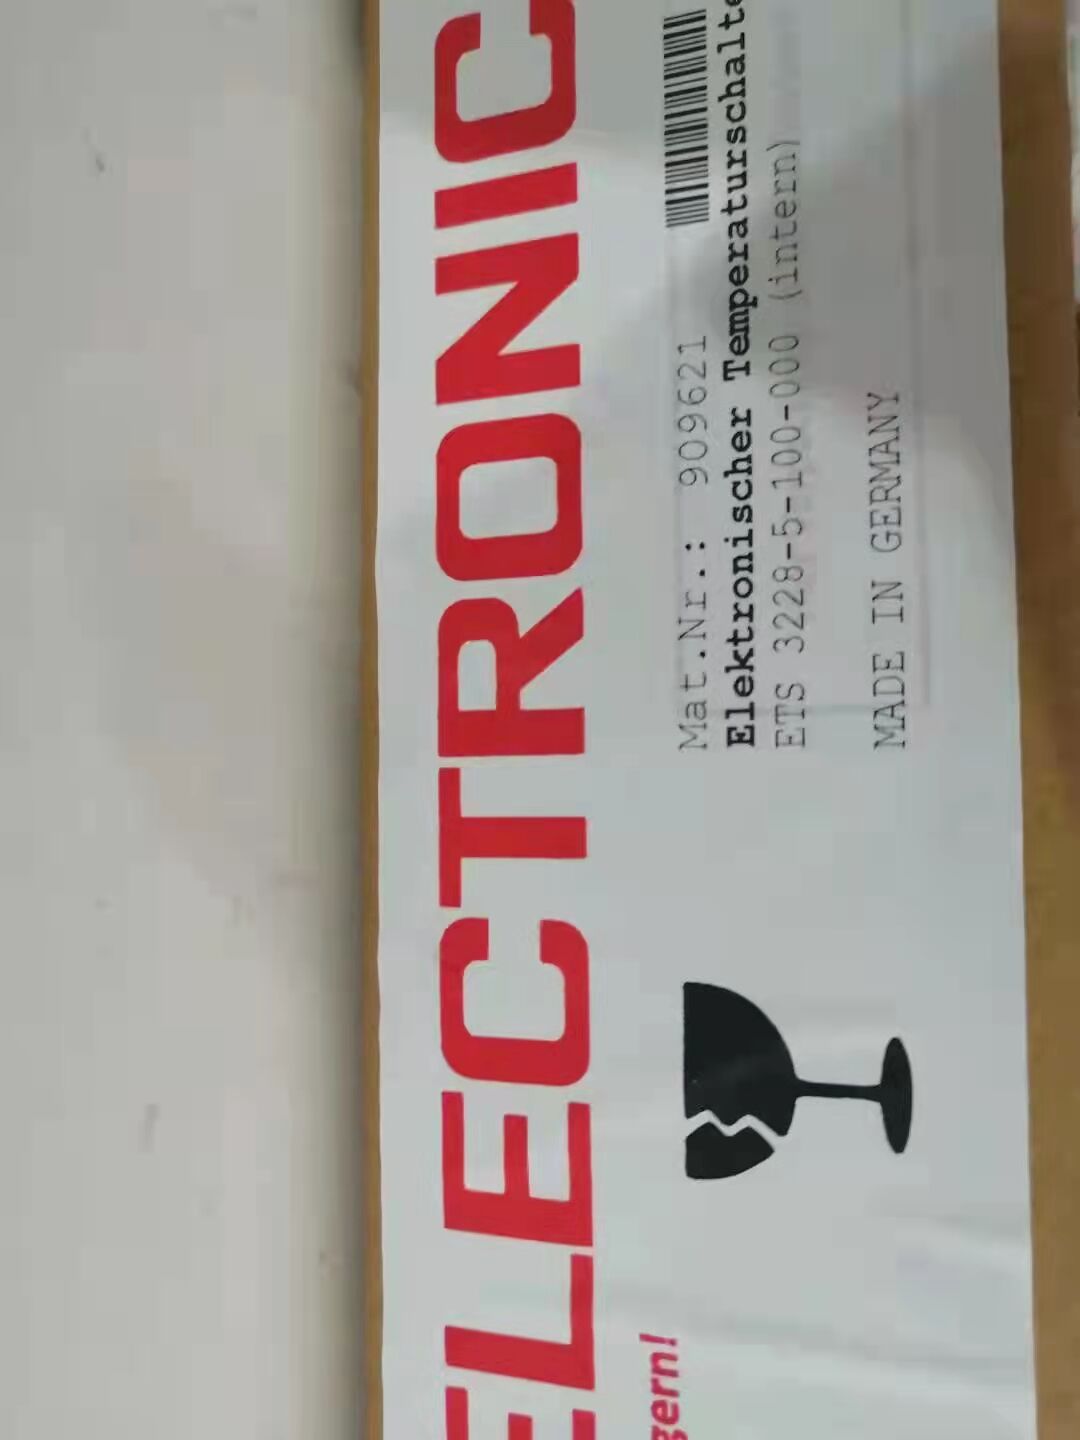 ELECTRONIC
gern!
Mat.Nr.: 909621
Elektronischer Temperaturschalte
ETS 3228-5-100-000 (intern)
MADE IN GERMANY